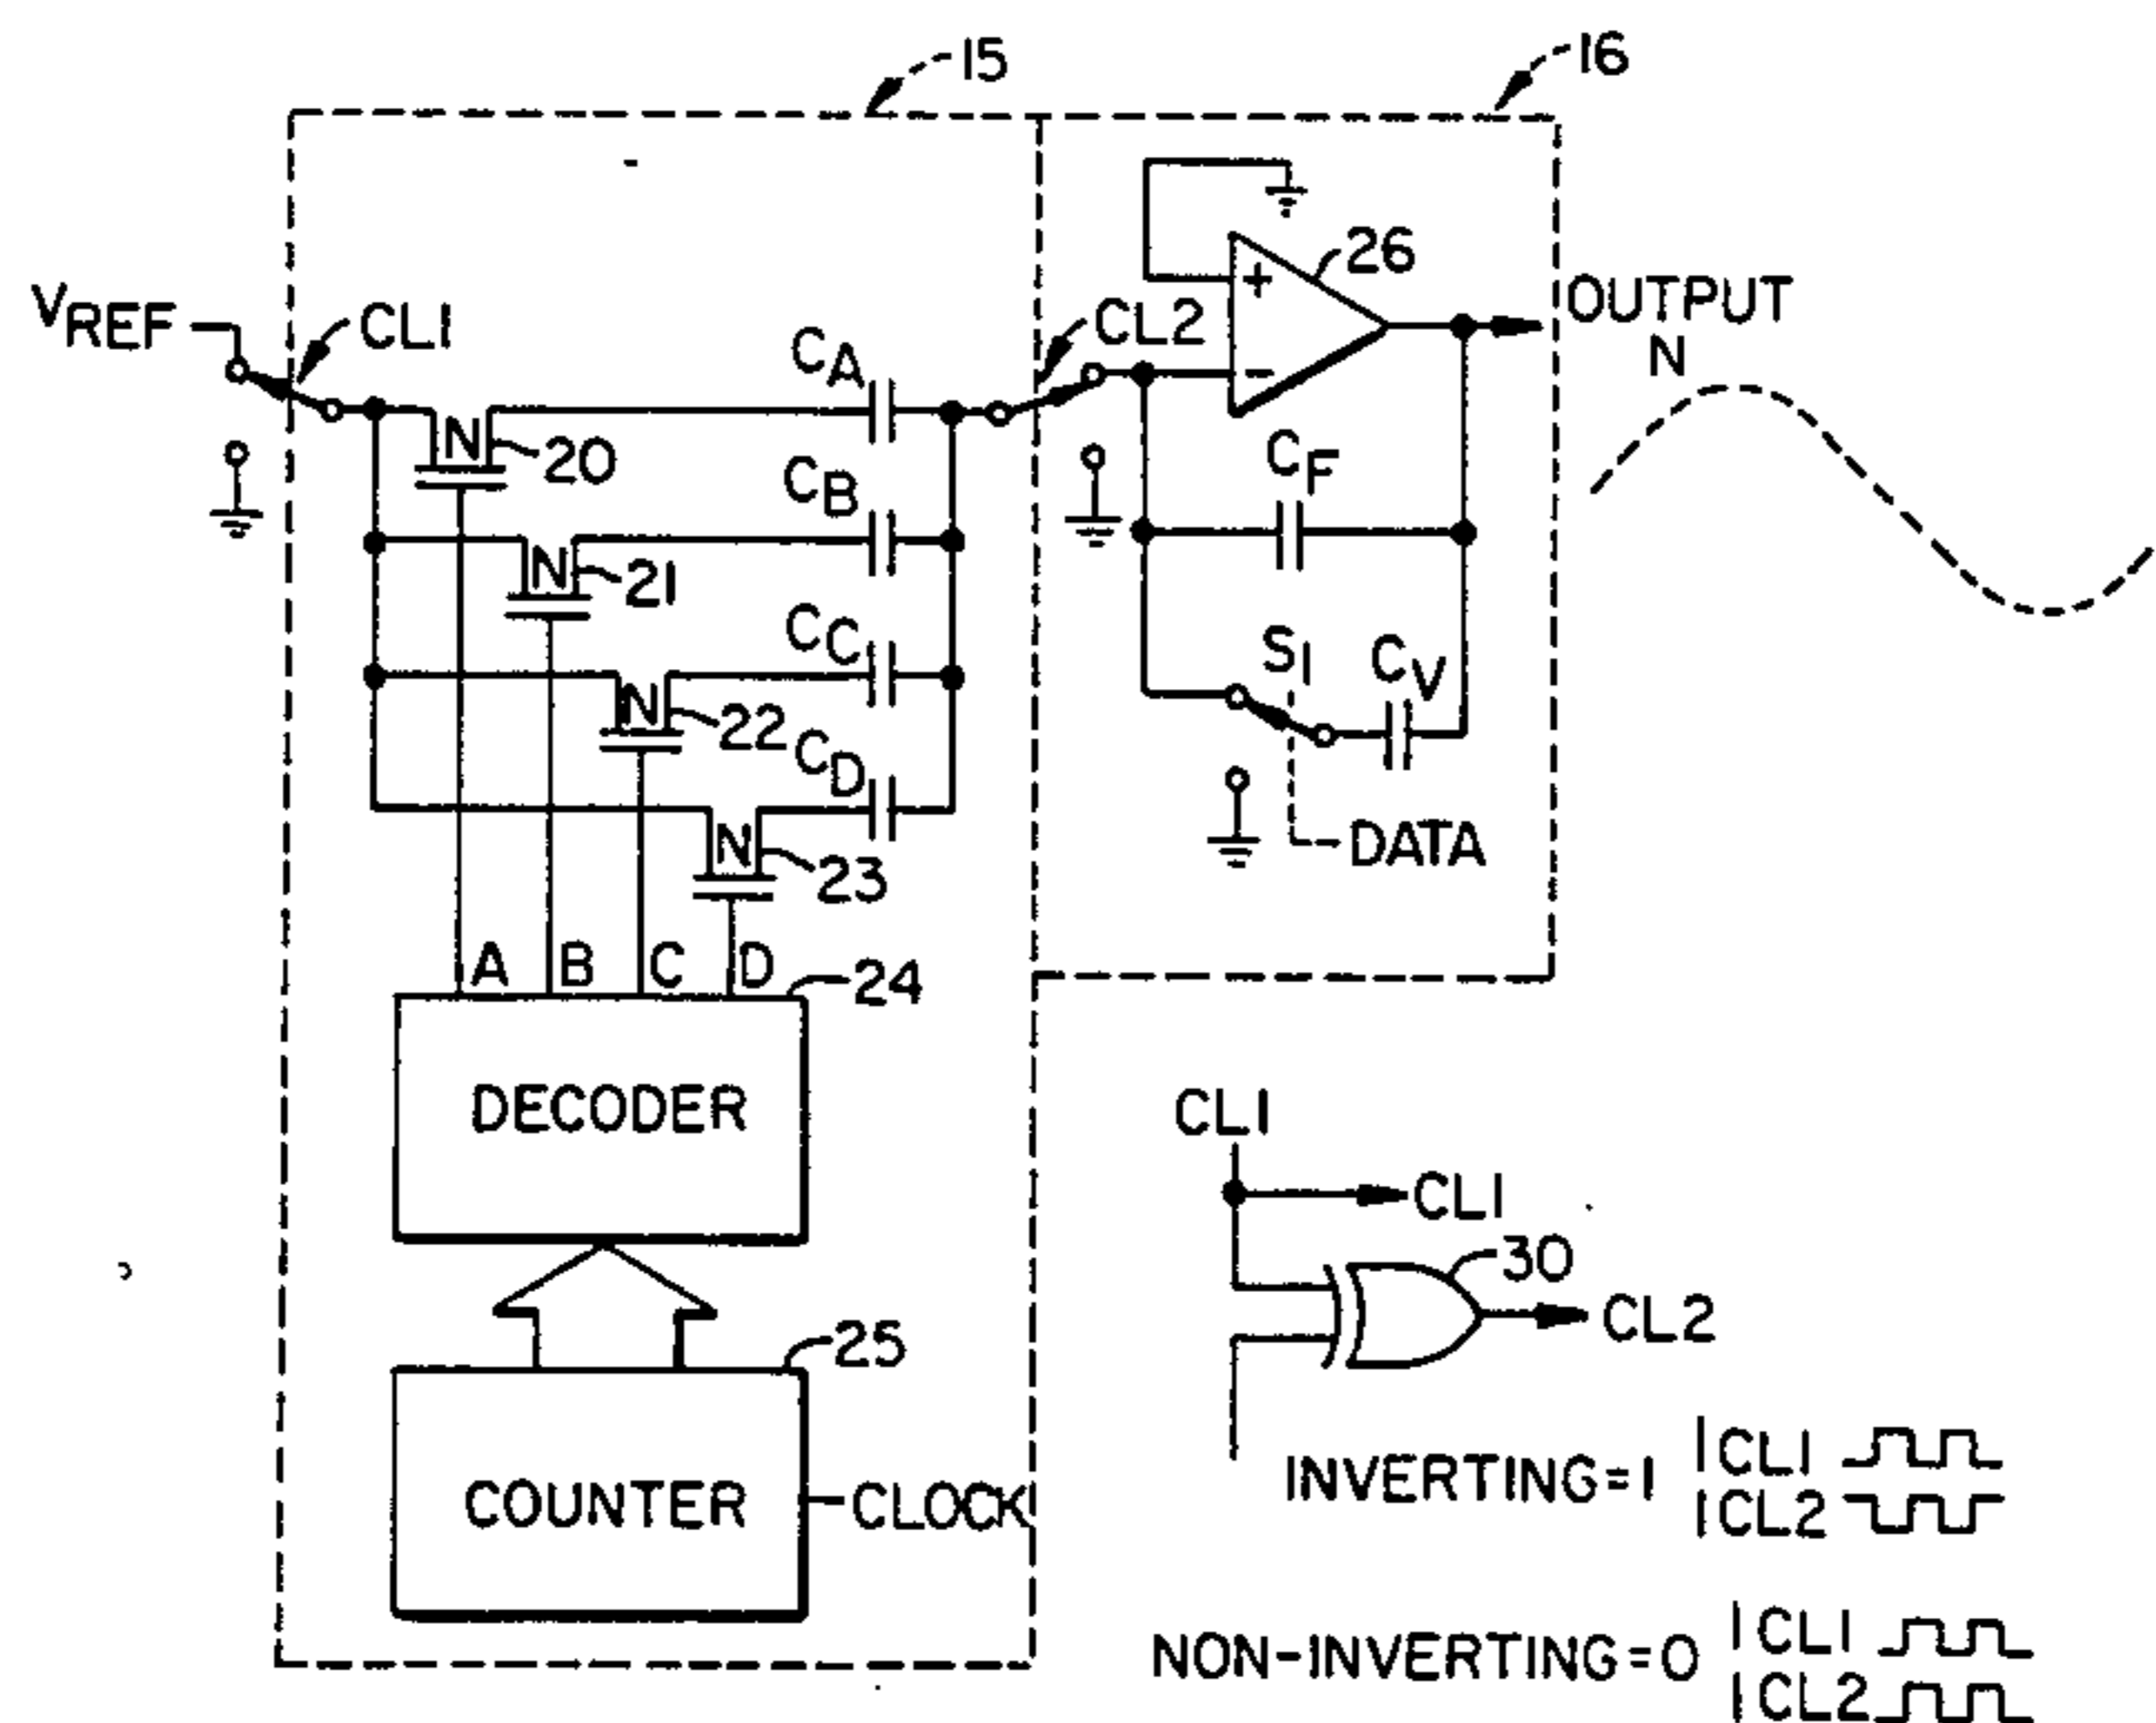 15
16
VREF
CL1
CA
CL2
+
26
OUTPUT
N
−
N
20
CB
CF
N
21
CC
S1
CV
N
22
CD
DATA
N
23
A B C D
24
DECODER
CL1
CL1
30
CL2
25
COUNTER
CLOCK
INVERTING=1
CL1
CL2
NON-INVERTING=0
CL1
CL2